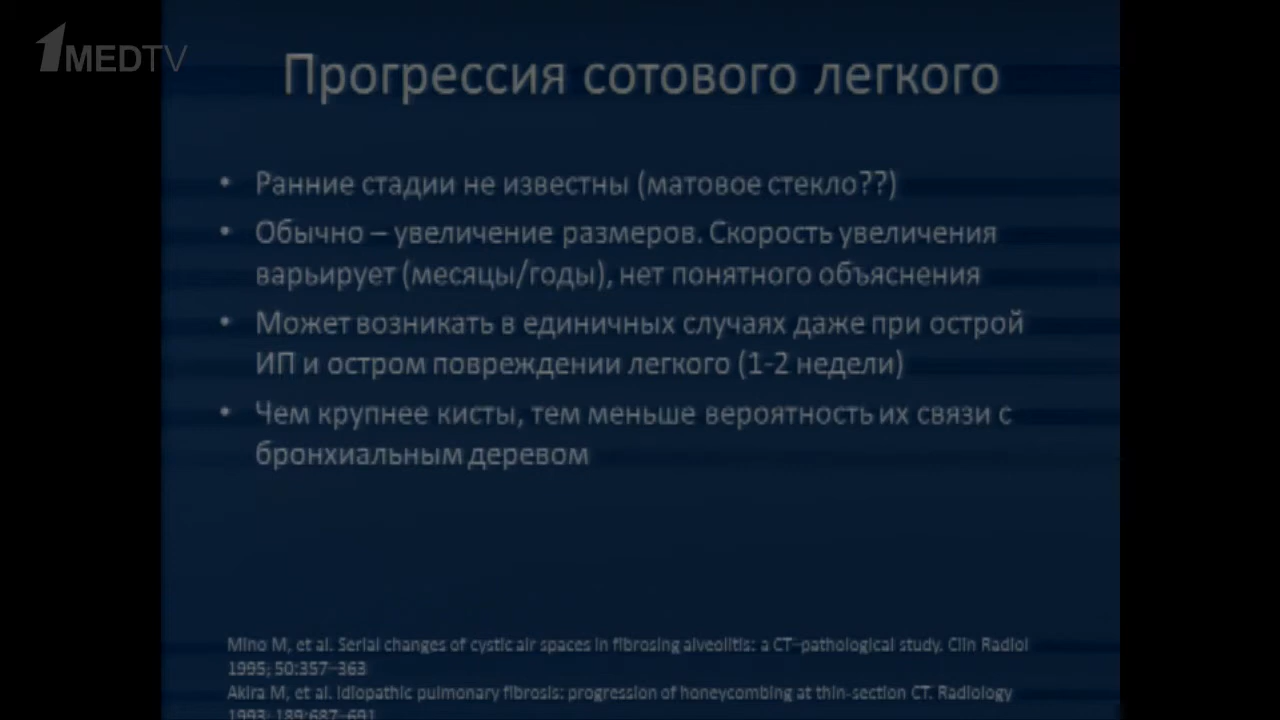 1MEDTV
Прогрессия сотового легкого
• Ранние стадии не известны (матовое стекло??)
• Обычно – увеличение размеров. Скорость увеличения
варьирует (месяцы/годы), нет понятного объяснения
• Может возникать в единичных случаях даже при острой
ИП и остром повреждении легкого (1-2 недели)
• Чем крупнее кисты, тем меньше вероятность их связи с
бронхиальным деревом
Mino M, et al. Serial changes of cystic air spaces in fibrosing alveolitis: a CT–pathological study. Clin Radiol
1995; 50:357–363
Akira M, et al. Idiopathic pulmonary fibrosis: progression of honeycombing at thin-section CT. Radiology
1993; 189:687–691